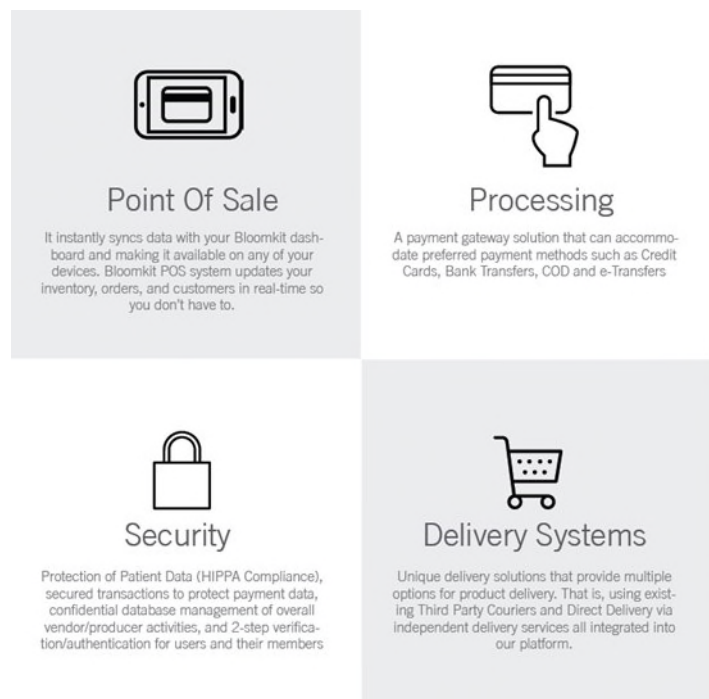 Point Of Sale
It instantly syncs data with your Bloomkit dash-
board and making it available on any of your
devices. Bloomkit POS system updates your
inventory, orders, and customers in real-time so
you don't have to.
Processing
A payment gateway solution that can accommo-
date preferred payment methods such as Credit
Cards, Bank Transfers, COD and e-Transfers
Security
Protection of Patient Data (HIPPA Compliance),
secured transactions to protect payment data,
confidential database management of overall
vendor/producer activities, and 2-step verifica-
tion/authentication for users and their members
Delivery Systems
Unique delivery solutions that provide multiple
options for product delivery. That is, using exist-
ing Third Party Couriers and Direct Delivery via
independent delivery services all integrated into
our platform.